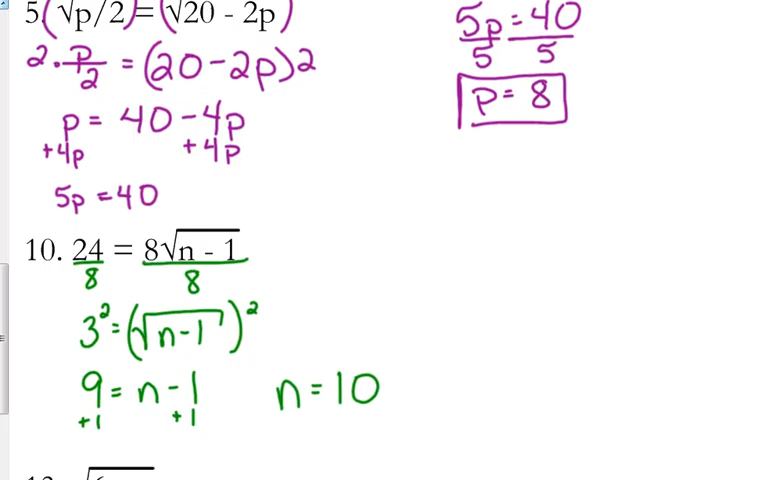 5(√p/2)=(√20 - 2p)
2 · p/2 = (20 - 2p)2
p = 40 - 4p
+4p +4p
5p = 40
5p = 40
5 5
p = 8
10. 24 = 8√n - 1
8 8
3² = (√n - 1)²
9 = n - 1
+1 +1
n = 10